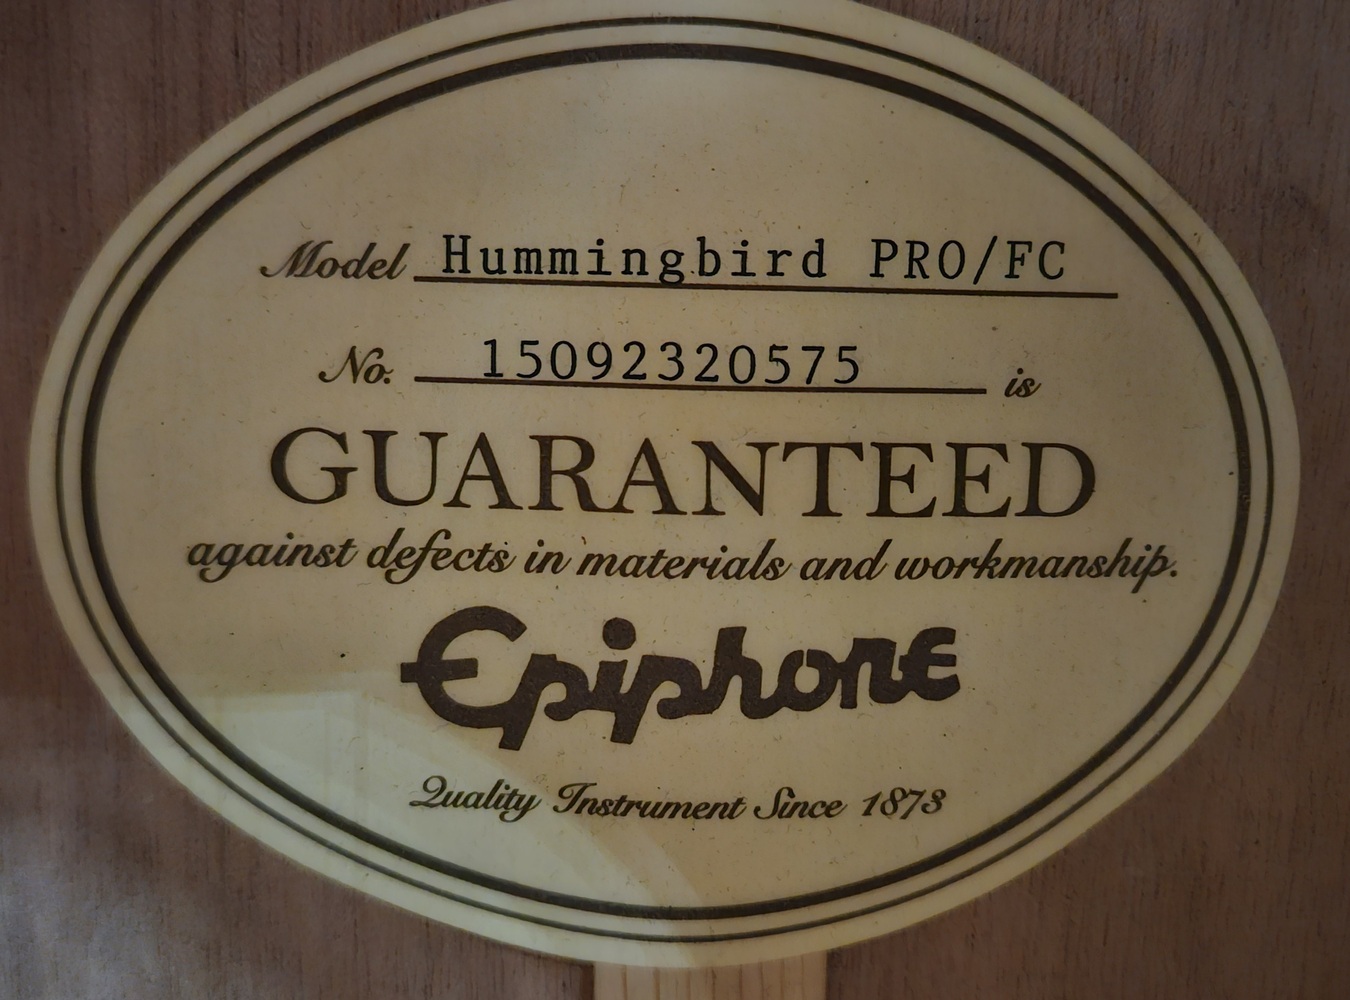 Model Hummingbird PRO/FC
No. 15092320575 is
GUARANTEED
against defects in materials and workmanship.
Epiphone
Quality Instrument Since 1873